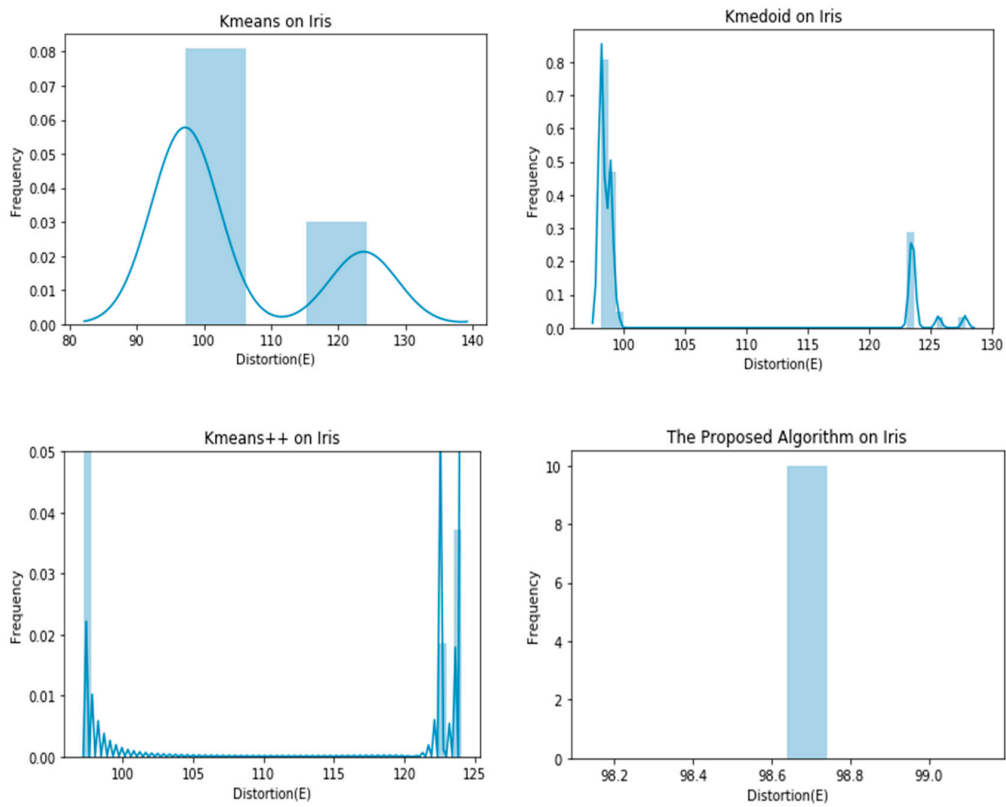 Kmeans on Iris
0.08
0.07
0.06
0.05
0.04
0.03
0.02
0.01
0.00
Frequency
80 90 100 110 120 130 140
Distortion(E)
Kmedoid on Iris
0.8
0.7
0.6
0.5
0.4
0.3
0.2
0.1
0.0
Frequency
100 105 110 115 120 125 130
Distortion(E)
Kmeans++ on Iris
0.05
0.04
0.03
0.02
0.01
0.00
Frequency
100 105 110 115 120 125
Distortion(E)
The Proposed Algorithm on Iris
10
8
6
4
2
0
Frequency
98.2 98.4 98.6 98.8 99.0
Distortion(E)